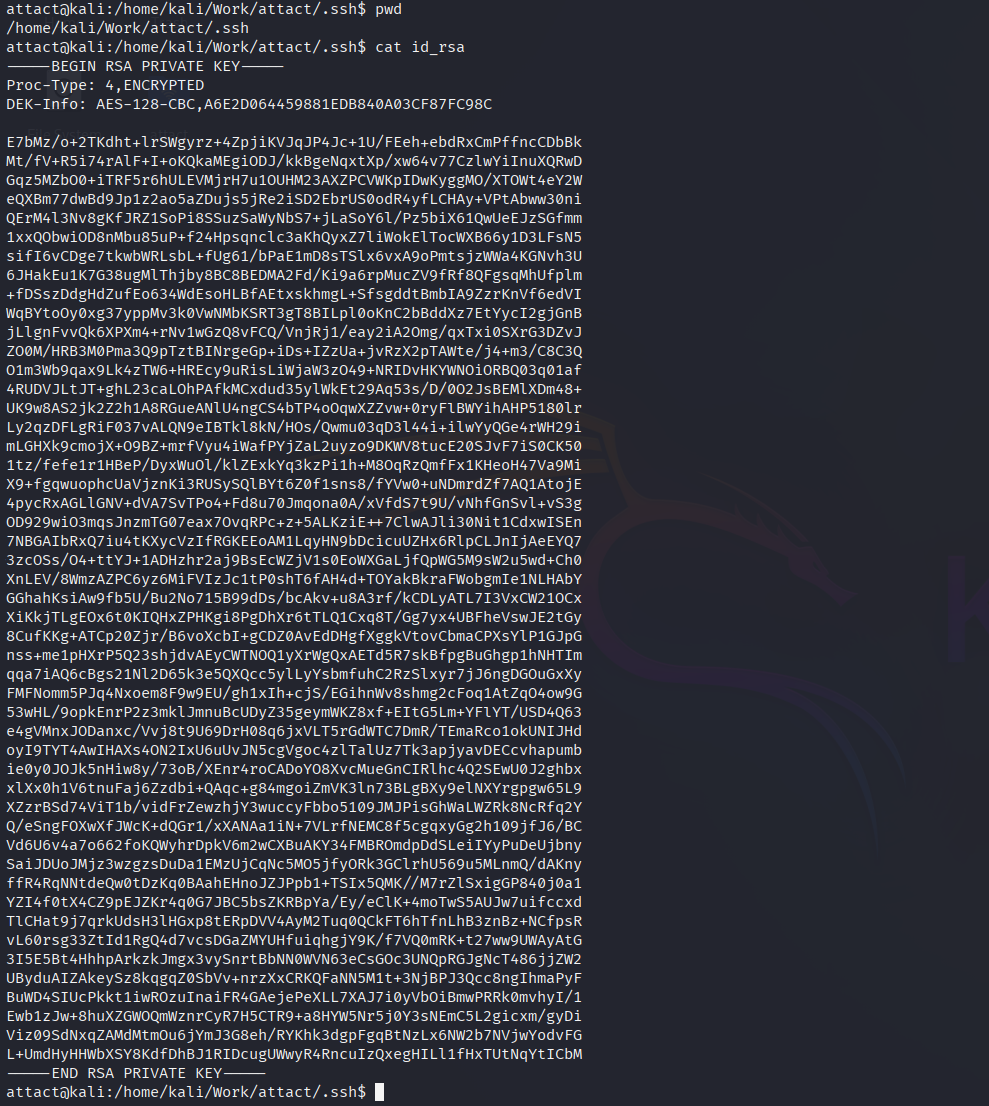 attact@kali:/home/kali/Work/attact/.ssh$ pwd
/home/kali/Work/attact/.ssh
attact@kali:/home/kali/Work/attact/.ssh$ cat id_rsa
-----BEGIN RSA PRIVATE KEY-----
Proc-Type: 4,ENCRYPTED
DEK-Info: AES-128-CBC,A6E2D064459881EDB840A03CF87FC98C
E7bMz/o+2TKdht+lrSWgyrz+4ZpjiKVJqJP4Jc+1U/FEeh+ebdRxCmPffncCDbBk
Mt/fV+R5i74rAlF+I+oKQkaMEgiODJ/kkBgeNqxtXp/xw64v77CzlwYiInuXQRwD
Gqz5MZbO0+iTRF5r6hULEVMjrH7u1OUHM23AXZPCVWKpIDwKyggMO/XTOWt4eY2W
eQXBm77dwBd9Jp1z2ao5aZDujs5jRe2iSD2EbrUS0odR4yfLCHAy+VPtAbww30ni
QErM4l3Nv8gKfJRZ1SoPi8SSuzSaWyNbS7+jLaSoY6l/Pz5biX61QwUeEJzSGfmm
1xxQObwiOD8nMbu85uP+f24Hpsqnclc3aKhQyxZ7liWokElTocWXB66y1D3LFsN5
sifI6vCDge7tkwbWRLsbL+fUg61/bPaE1mD8sTSlx6vxA9oPmtsjzWWa4KGNvh3U
6JHakEu1K7G38ugMlThjby8BC8BEDMA2Fd/Ki9a6rpMucZV9fRf8QFgsqMhUfplm
+fDSszDdgHdZufEo634WdEsoHLBfAEtxskhmgL+SfsgddtBmbIA9ZzrKnVf6edVI
WqBYtoOy0xg37yppMv3k0VwNMbKSRT3gT8BILpl0oKnC2bBddXz7EtYycI2gjGnB
jLlgnFvvQk6XPXm4+rNv1wGzQ8vFCQ/VnjRj1/eay2iA2Omg/qxTxi0SXrG3DZvJ
ZO0M/HRB3M0Pma3Q9pTztBINrgeGp+iDs+IZzUa+jvRzX2pTAWte/j4+m3/C8C3Q
O1m3Wb9qax9Lk4zTW6+HREcy9uRisLiWjaW3zO49+NRIDvHKYWNOiORBQ03q01af
4RUDVJLtJT+ghL23caLOhPAfkMCxdud35ylWkEt29Aq53s/D/0O2JsBEMlXDm48+
UK9w8AS2jk2Z2h1A8RGueANlU4ngCS4bTP4oOqwXZZvw+0ryFlBWYihAHP5180lr
Ly2qzDFLgRiF037vALQN9eIBTkl8kN/HOs/Qwmu03qD3l44i+ilwYyQGe4rWH29i
mLGHXk9cmojX+O9BZ+mrfVyu4iWafPYjZaL2uyzo9DKWV8tucE20SJvF7iS0CK50
1tz/fefe1r1HBeP/DyxWuOl/klZExkYq3kzPi1h+M8OqRzQmfFx1KHeoH47Va9Mi
X9+fgqwuophcUaVjznKi3RUSySQlBYt6Z0f1sns8/fYVw0+uNDmrdZf7AQ1AtojE
4pycRxAGLlGNV+dVA7SvTPo4+Fd8u70Jmqona0A/xVfdS7t9U/vNhfGnSvl+vS3g
OD929wiO3mqsJnzmTG07eax7OvqRPc+z+5ALKziE++7ClwAJli30Nit1CdxwISEn
7NBGAIbRxQ7iu4tKXycVzIfRGKEEoAM1LqyHN9bDcicuUZHx6RlpCLJnIjAeEYQ7
3zcOSs/O4+ttYJ+1ADHzhr2aj9BsEcWZjV1s0EoWXGaLjfQpWG5M9sW2u5wd+Ch0
XnLEV/8WmzAZPC6yz6MiFVIzJc1tP0shT6fAH4d+TOYakBkraFWobgmIe1NLHAbY
GGhahKsiAw9fb5U/Bu2No715B99dDs/bcAkv+u8A3rf/kCDLyATL7I3VxCW21OCx
XiKkjTLgEOx6t0KIQHxZPHKgi8PgDhXr6tTLQ1Cxq8T/Gg7yx4UBFheVswJE2tGy
8CufKKg+ATCp20Zjr/B6voXcbI+gCDZ0AvEdDHgfXggkVtovCbmaCPXsYlP1GJpG
nss+me1pHXrP5Q23shjdvAEyCWTNOQ1yXrWgQxAETd5R7skBfpgBuGhgp1hNHTIm
qqa7iAQ6cBgs21Nl2D65k3e5QXQcc5ylLyYsbmfuhC2RzSlxyr7jJ6ngDGOuGxXy
FMFNomm5PJq4Nxoem8F9w9EU/gh1xIh+cjS/EGihnWv8shmg2cFoq1AtZqO4ow9G
53wHL/9opkEnrP2z3mklJmnuBcUDyZ35geymWKZ8xf+EItG5Lm+YFlYT/USD4Q63
e4gVMnxJODanxc/Vvj8t9U69DrH08q6jxVLT5rGdWTC7DmR/TEmaRco1okUNIJHd
oyI9TYT4AwIHAXs4ON2IxU6uUvJN5cgVgoc4zlTalUz7Tk3apjyavDECcvhapumb
ie0y0JOJk5nHiw8y/73oB/XEnr4roCADoYO8XvcMueGnCIRlhc4Q2SEwU0J2ghbx
xlXx0h1V6tnuFaj6Zzdbi+QAqc+g84mgoiZmVK3ln73BLgBXy9elNXYrgpgw65L9
XZzrBSd74ViT1b/vidFrZewzhjY3wuccyFbbo5109JMJPisGhWaLWZRk8NcRfq2Y
Q/eSngFOXwXfJWcK+dQGr1/xXANAa1iN+7VLrfNEMC8f5cgqxyGg2h109jfJ6/BC
Vd6U6v4a7o662foKQWyhrDpkV6m2wCXBuAKY34FMBROmdpDdSLeiIYyPuDeUjbny
SaiJDUoJMjz3wzgzsDuDa1EMzUjCqNc5MO5jfyORk3GClrhU569u5MLnmQ/dAKny
ffR4RqNNtdeQw0tDzKq0BAahEHnoJZJPpb1+TSIx5QMK//M7rZlSxigGP840j0a1
YZI4f0tX4CZ9pEJZKr4q0G7JBC5bsZKRBpYa/Ey/eClK+4moTwS5AUJw7uifccxd
TlCHat9j7qrkUdsH3lHGxp8tERpDVV4AyM2Tuq0QCkFT6hTfnLhB3znBz+NCfpsR
vL60rsg33ZtId1RgQ4d7vcsDGaZMYUHfuiqhgjY9K/f7VQ0mRK+t27ww9UWAyAtG
3I5E5Bt4HhhpArkzkJmgx3vySnrtBbNN0WVN63eCsGOc3UNQpRGJgNcT486jjZW2
UByduAIZAkeySz8kqgqZ0SbVv+nrzXxCRKQFaNN5M1t+3NjBPJ3Qcc8ngIhmaPyF
BuWD4SIUcPkkt1iwROzuInaiFR4GAejePeXLL7XAJ7i0yVbOiBmwPRRk0mvhyI/1
Ewb1zJw+8huXZGWOQmWznrCyR7H5CTR9+a8HYW5Nr5j0Y3sNEmC5L2gicxm/gyDi
Viz09SdNxqZAMdMtmOu6jYmJ3G8eh/RYKhk3dgpFgqBtNzLx6NW2b7NVjwYodvFG
L+UmdHyHHWbXSY8KdfDhBJ1RIDcugUWwyR4RncuIzQxegHILl1fHxTUtNqYtICbM
-----END RSA PRIVATE KEY-----
attact@kali:/home/kali/Work/attact/.ssh$